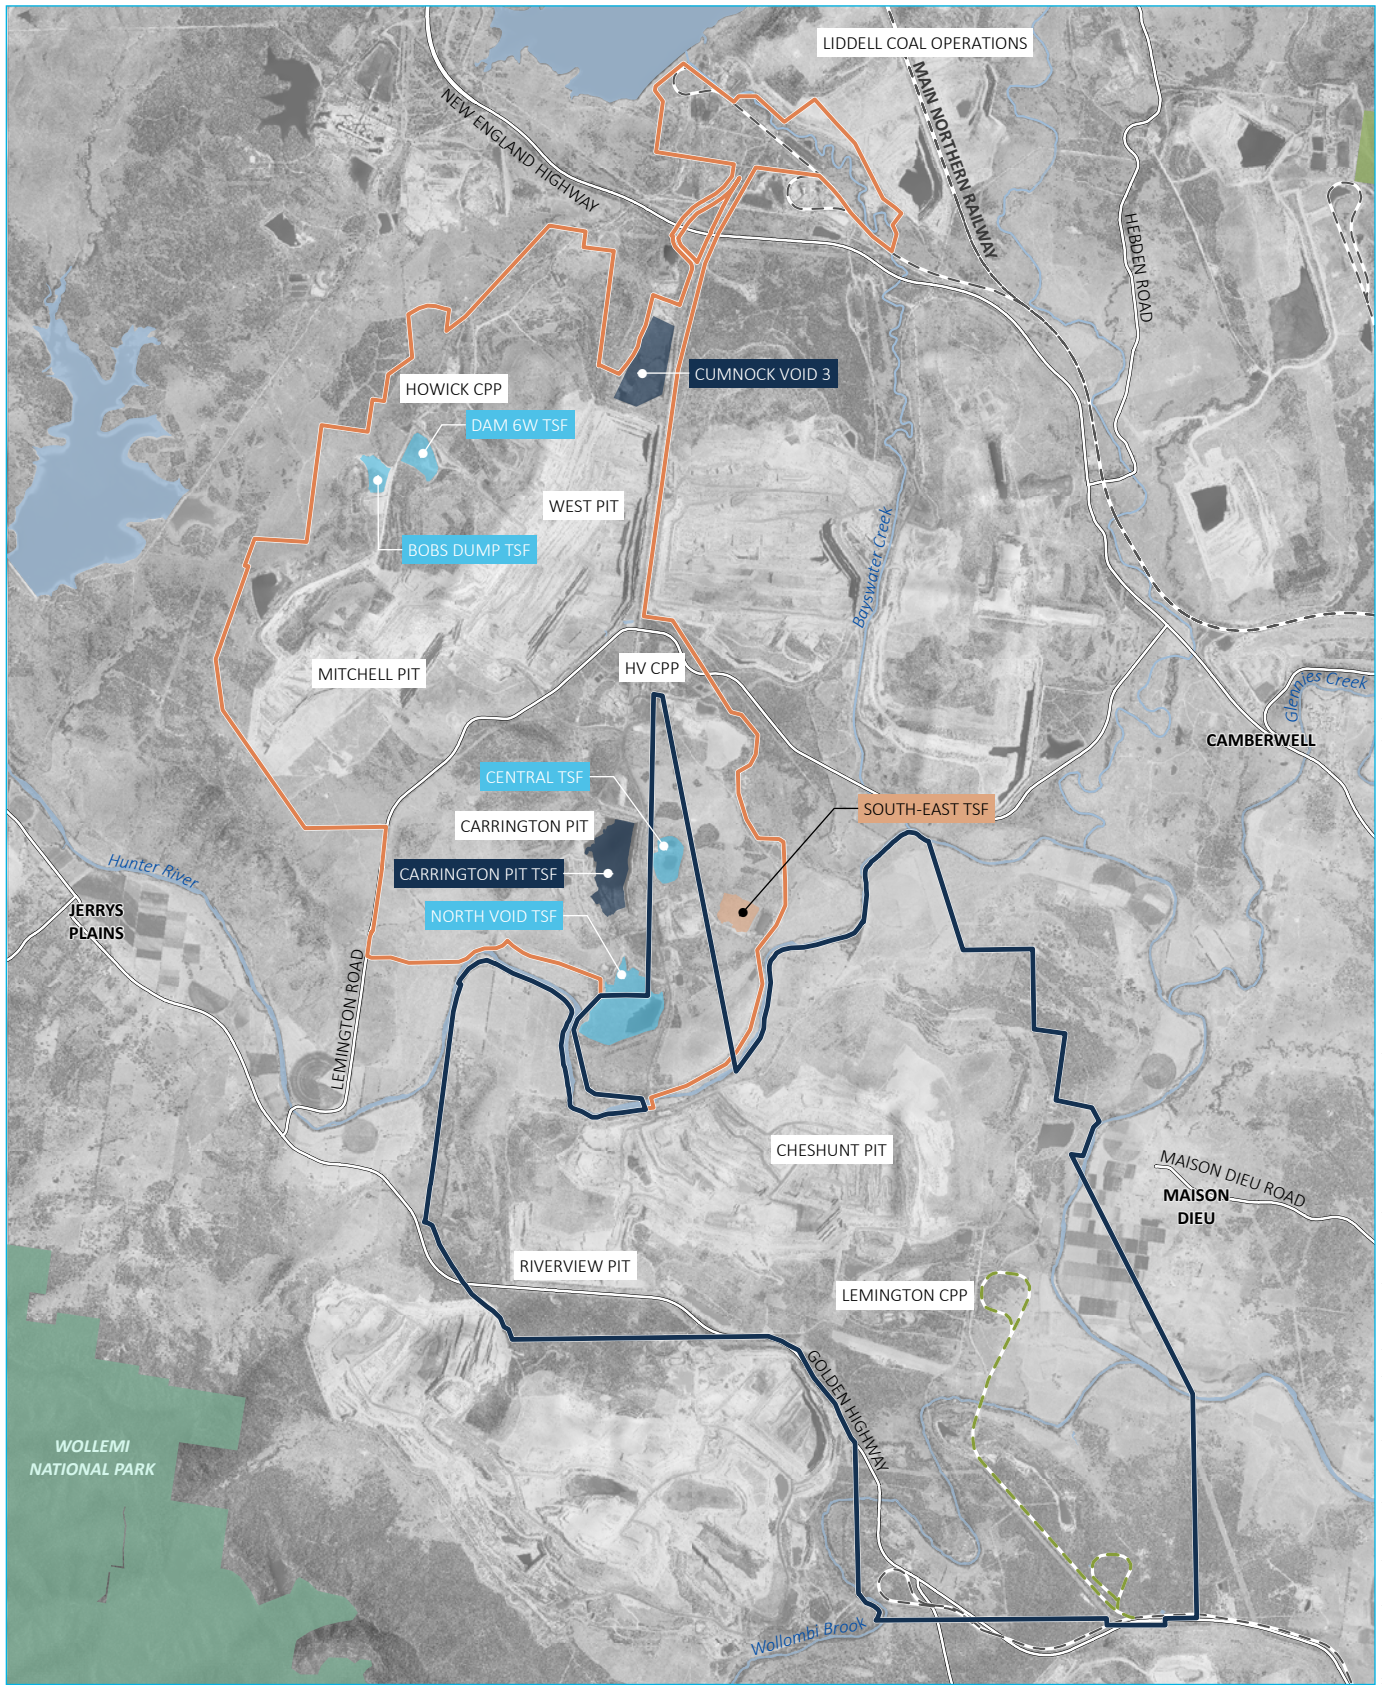 LIDDELL COAL OPERATIONS
MAIN NORTHERN RAILWAY
NEW ENGLAND HIGHWAY
HEBDEN ROAD
CUMNOCK VOID 3
HOWICK CPP
DAM 6W TSF
WEST PIT
BOBS DUMP TSF
Bayswater Creek
HV CPP
MITCHELL PIT
Glennies Creek
CAMBERWELL
CENTRAL TSF
SOUTH-EAST TSF
CARRINGTON PIT
Hunter River
CARRINGTON PIT TSF
JERRYS
PLAINS
NORTH VOID TSF
LEMINGTON ROAD
CHESHUNT PIT
MAISON DIEU ROAD
MAISON
DIEU
RIVERVIEW PIT
LEMINGTON CPP
GOLDEN HIGHWAY
WOLLEMI
NATIONAL PARK
Wollombi Brook